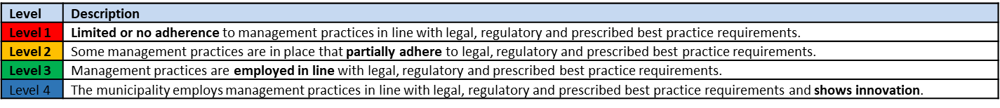 Level Description
Level 1 Limited or no adherence to management practices in line with legal, regulatory and prescribed best practice requirements.
Level 2 Some management practices are in place that partially adhere to legal, regulatory and prescribed best practice requirements.
Level 3 Management practices are employed in line with legal, regulatory and prescribed best practice requirements.
Level 4 The municipality employs management practices in line with legal, regulatory and prescribed best practice requirements and shows innovation.